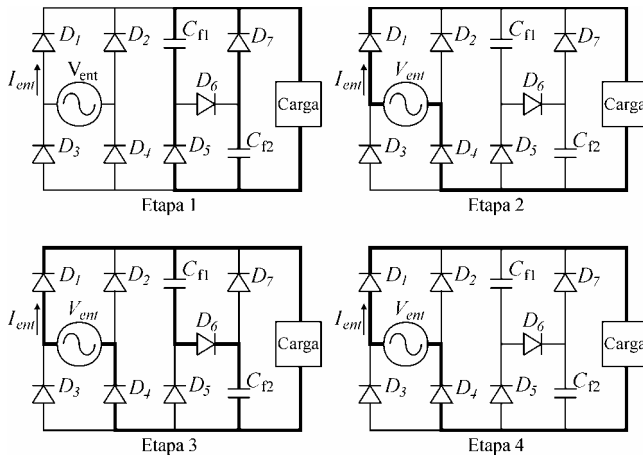 D1 D2 Cf1 D7
Ient Vent D6 Carga
D3 D4 D5 Cf2
Etapa 1
D1 D2 Cf1 D7
Ient Vent D6 Carga
D3 D4 D5 Cf2
Etapa 2
D1 D2 Cf1 D7
Ient Vent D6 Carga
D3 D4 D5 Cf2
Etapa 3
D1 D2 Cf1 D7
Ient Vent D6 Carga
D3 D4 D5 Cf2
Etapa 4